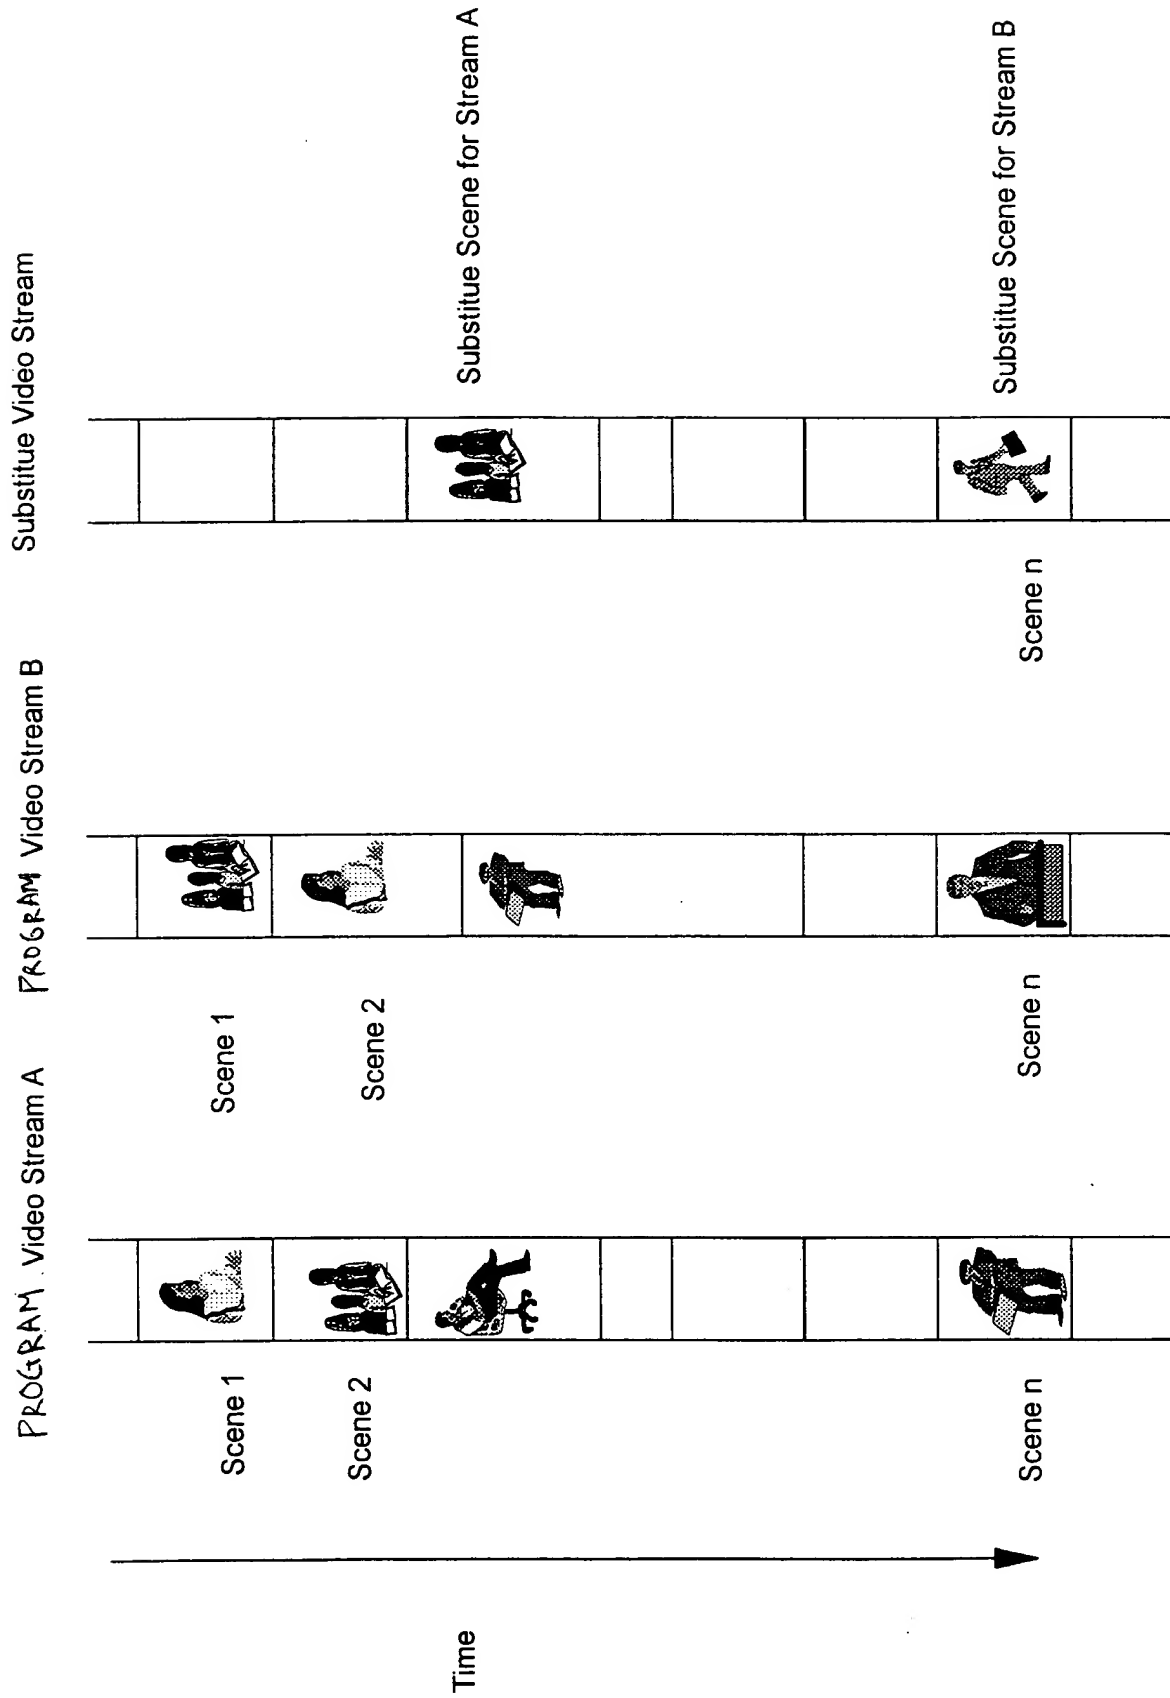 PROGRAM Video Stream A
PROGRAM Video Stream B
Substitue Video Stream
Scene 1
Scene 1
Scene 2
Scene 2
Substitue Scene for Stream A
Time
Scene n
Scene n
Scene n
Substitue Scene for Stream B